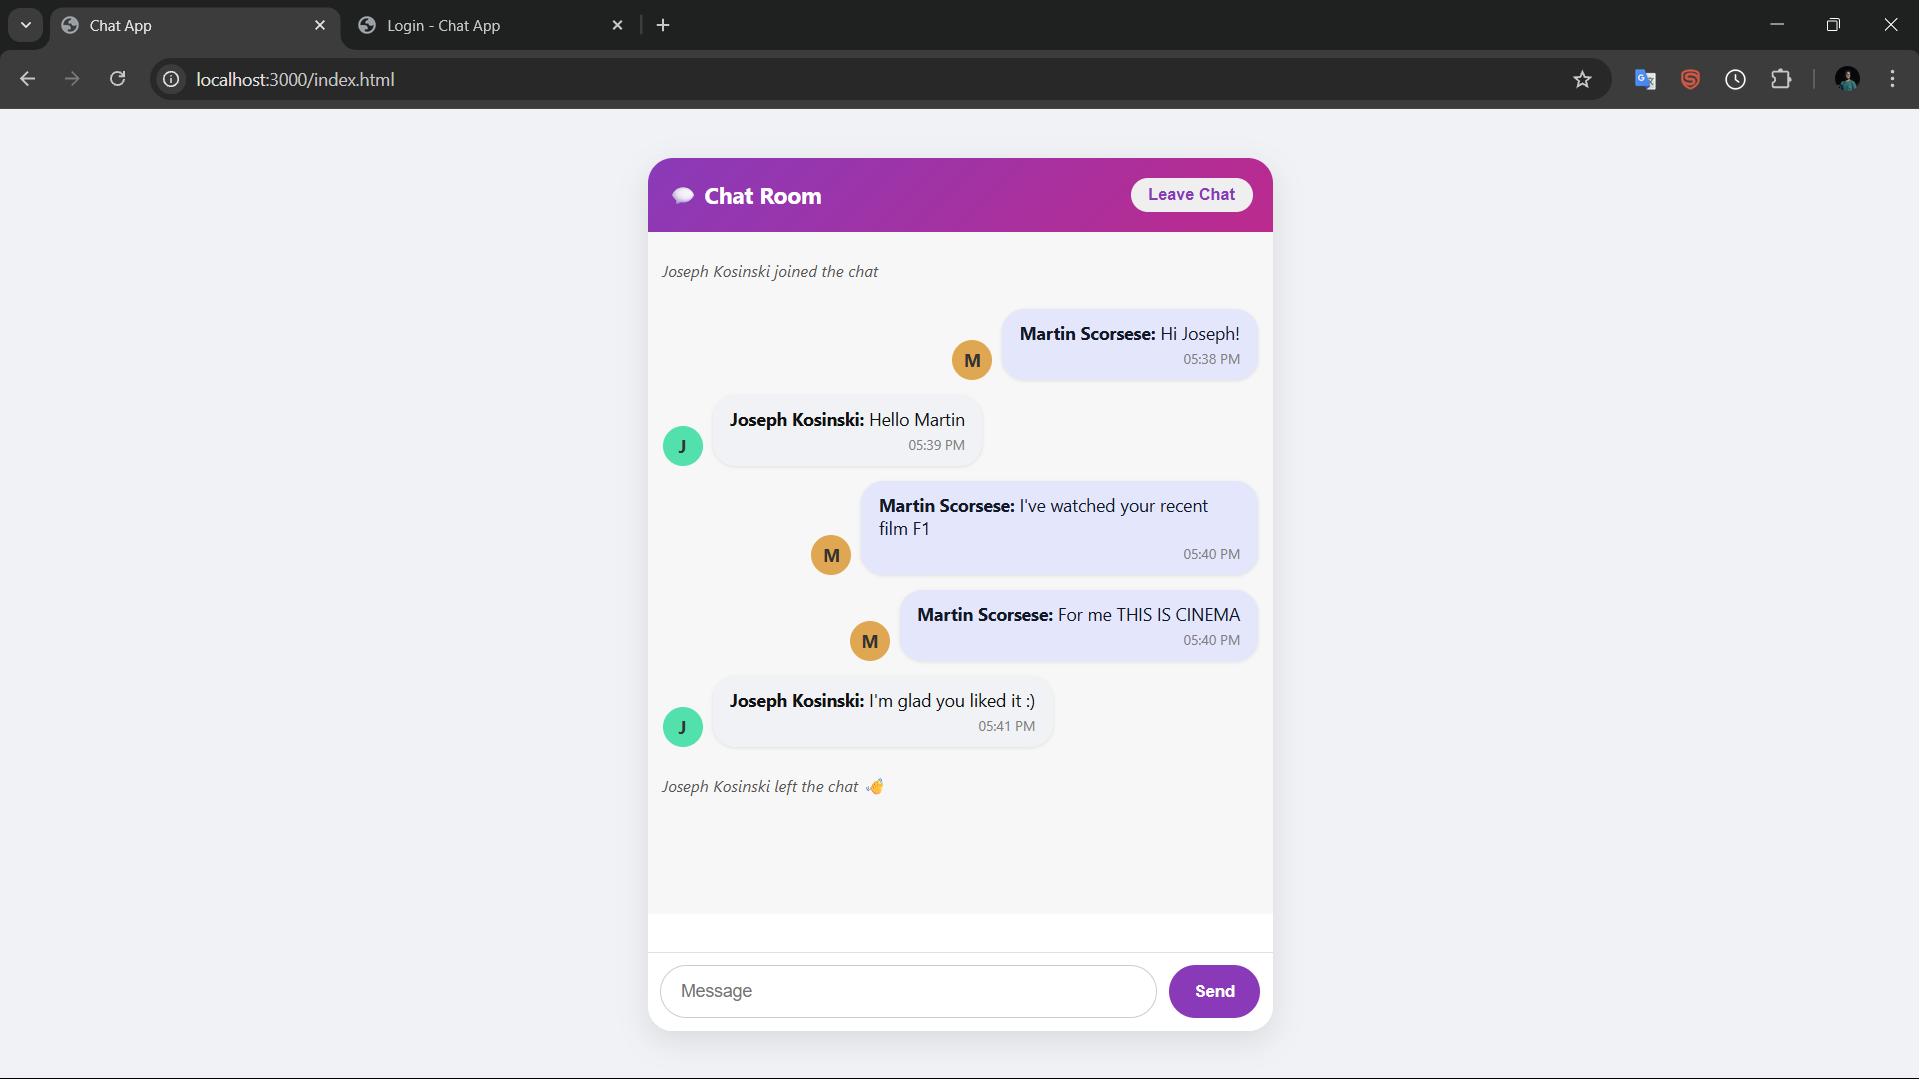 Chat App
Login - Chat App
localhost:3000/index.html
Chat Room
Leave Chat
Joseph Kosinski joined the chat
Martin Scorsese: Hi Joseph!
05:38 PM
M
Joseph Kosinski: Hello Martin
05:39 PM
J
Martin Scorsese: I've watched your recent
film F1
05:40 PM
M
Martin Scorsese: For me THIS IS CINEMA
05:40 PM
M
Joseph Kosinski: I'm glad you liked it :)
05:41 PM
J
Joseph Kosinski left the chat 👋
Message
Send